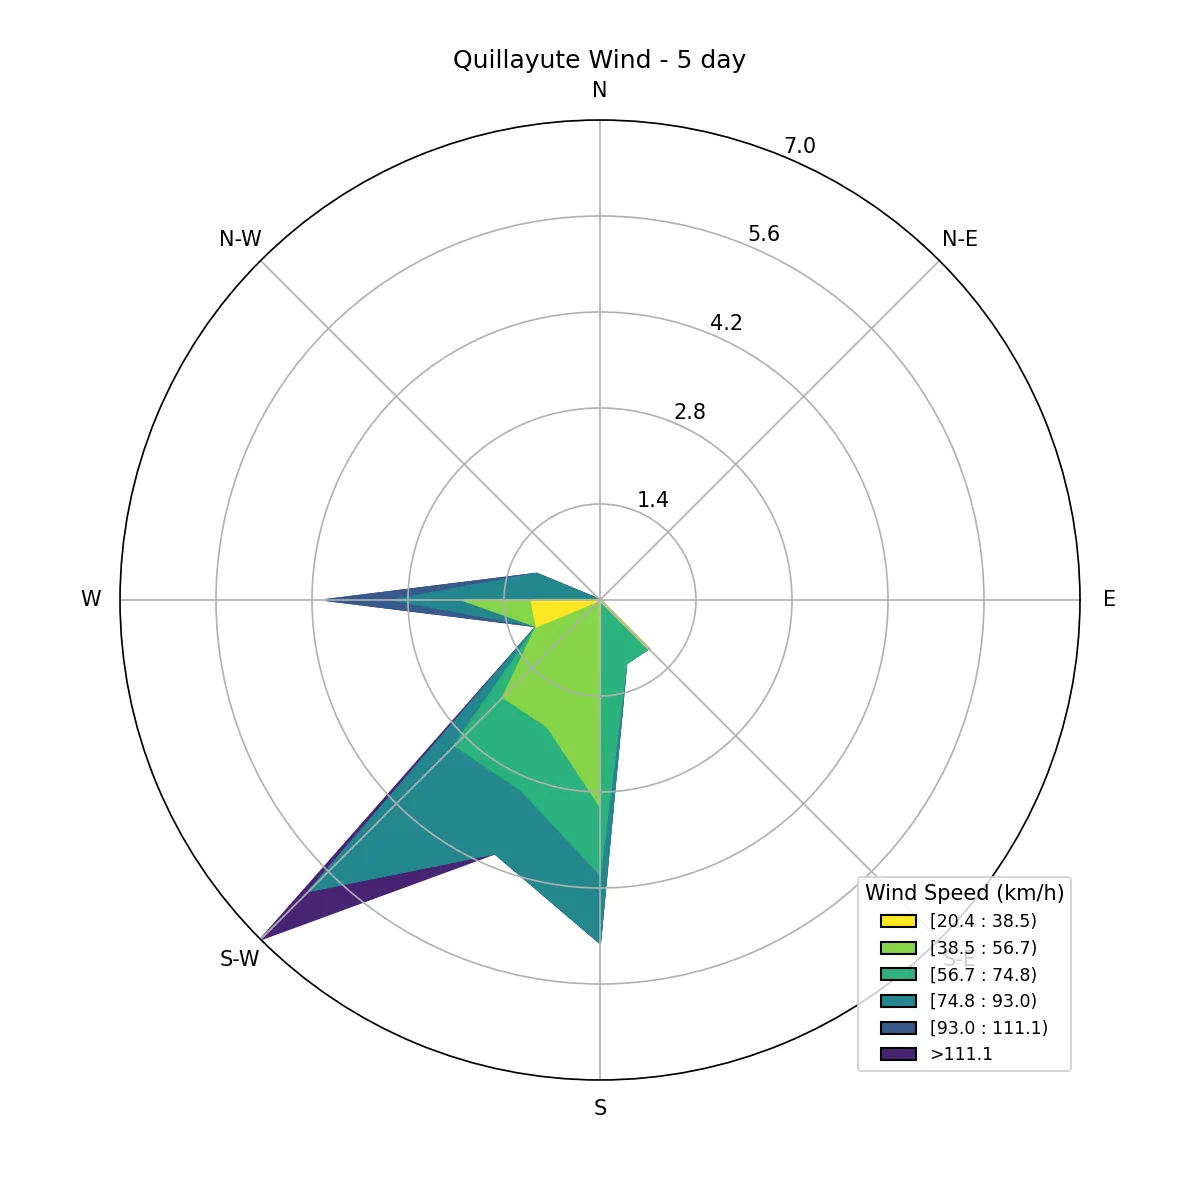 Quillayute Wind - 5 day
N
7.0
5.6
N-W
N-E
4.2
2.8
1.4
W
E
S-W
S-E
Wind Speed (km/h)
[20.4 : 38.5)
[38.5 : 56.7)
[56.7 : 74.8)
[74.8 : 93.0)
[93.0 : 111.1)
>111.1
S